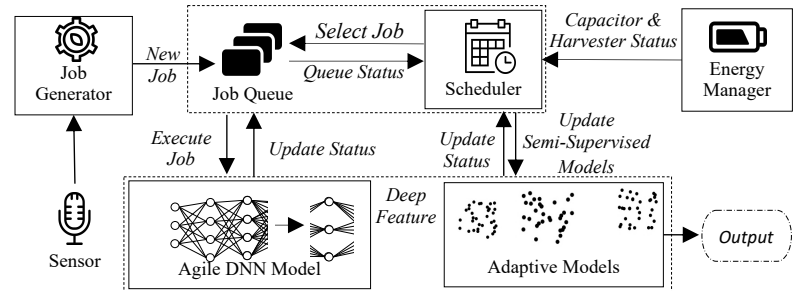 Job
Generator
New
Job
Job Queue
Select Job
Queue Status
Scheduler
Capacitor &
Harvester Status
Energy
Manager
Execute
Job
Update Status
Update
Status
Update
Semi-Supervised
Models
Sensor
Agile DNN Model
Deep
Feature
Adaptive Models
Output